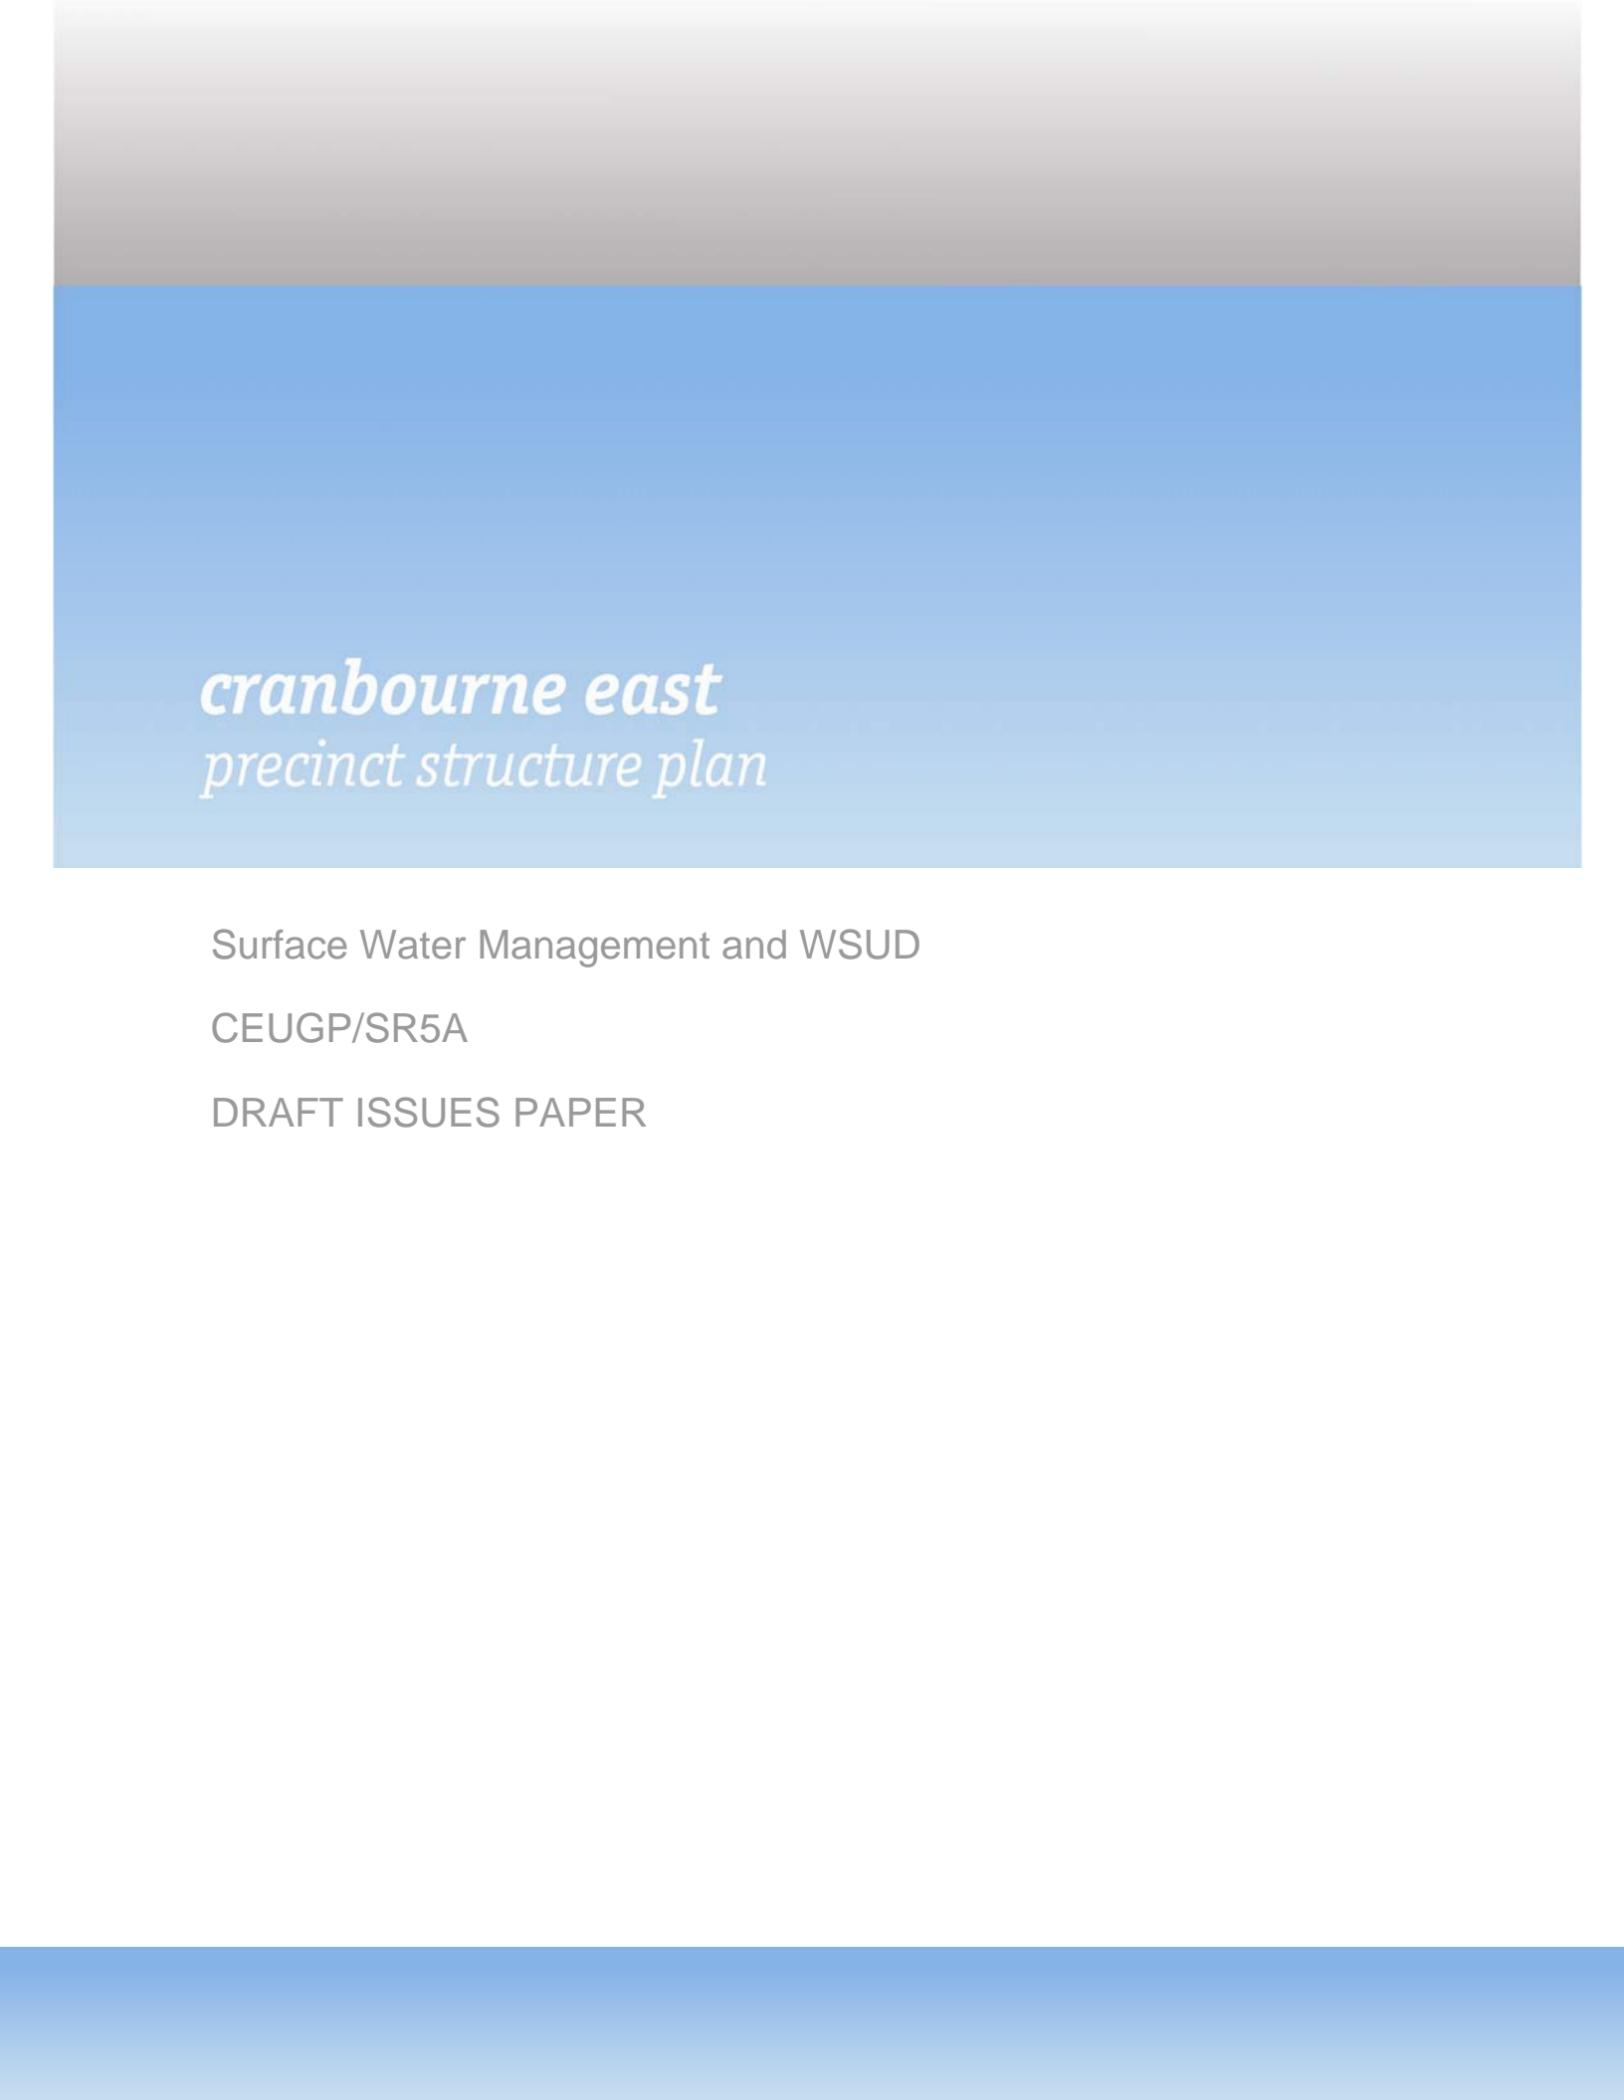 cranbourne east
precinct structure plan
Surface Water Management and WSUD
CEUGP/SR5A
DRAFT ISSUES PAPER